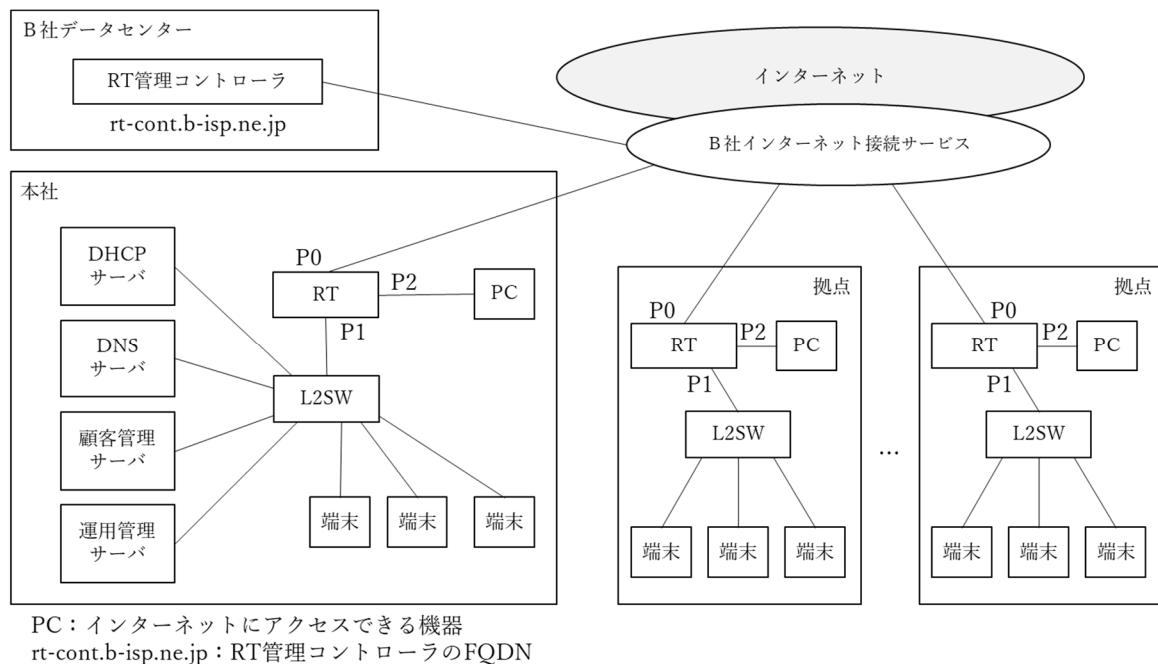 B社データセンター
RT管理コントローラ
rt-cont.b-isp.ne.jp
インターネット
B社インターネット接続サービス
本社
DHCP
サーバ
DNS
サーバ
顧客管理
サーバ
運用管理
サーバ
P0
RT
P2
PC
P1
L2SW
端末
端末
端末
拠点
P0
RT
P2
PC
P1
L2SW
端末
端末
端末
…
拠点
P0
RT
P2
PC
P1
L2SW
端末
端末
端末
PC：インターネットにアクセスできる機器
rt-cont.b-isp.ne.jp：RT管理コントローラのFQDN